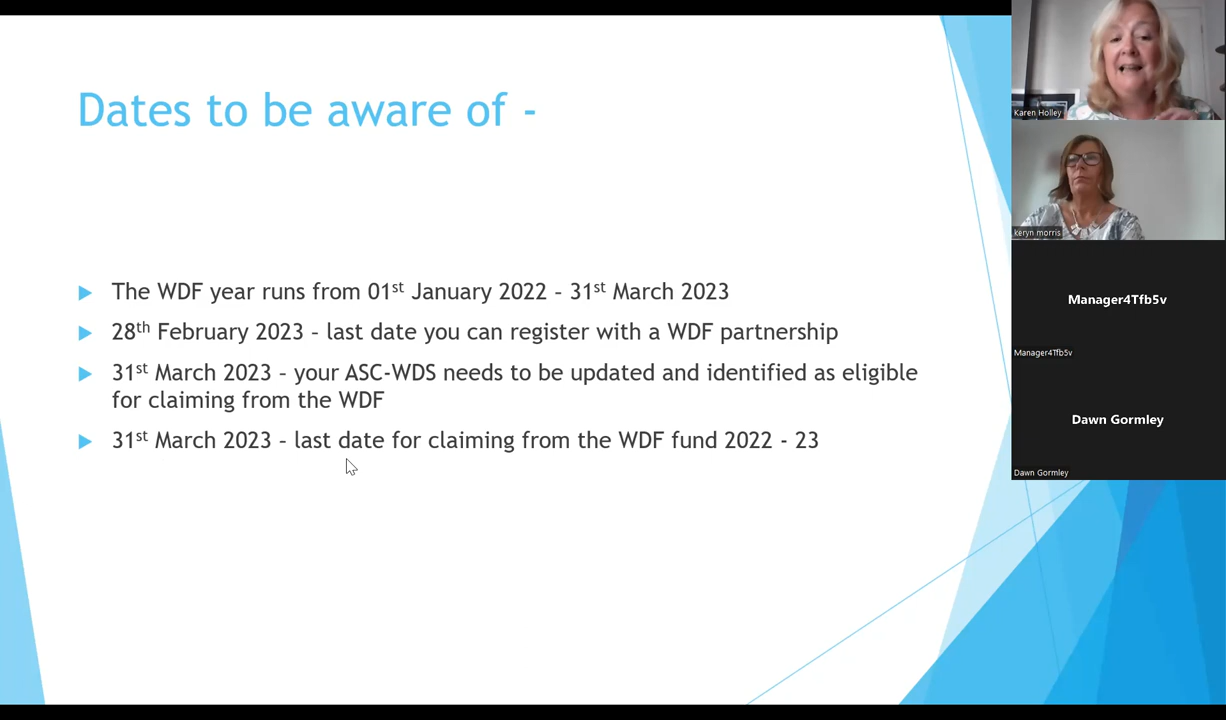 Dates to be aware of -
The WDF year runs from 01st January 2022 – 31st March 2023
28th February 2023 – last date you can register with a WDF partnership
31st March 2023 – your ASC-WDS needs to be updated and identified as eligible
for claiming from the WDF
31st March 2023 – last date for claiming from the WDF fund 2022 - 23
Karen Holley
keryn morris
Manager4Tfb5v
Manager4Tfb5v
Dawn Gormley
Dawn Gormley